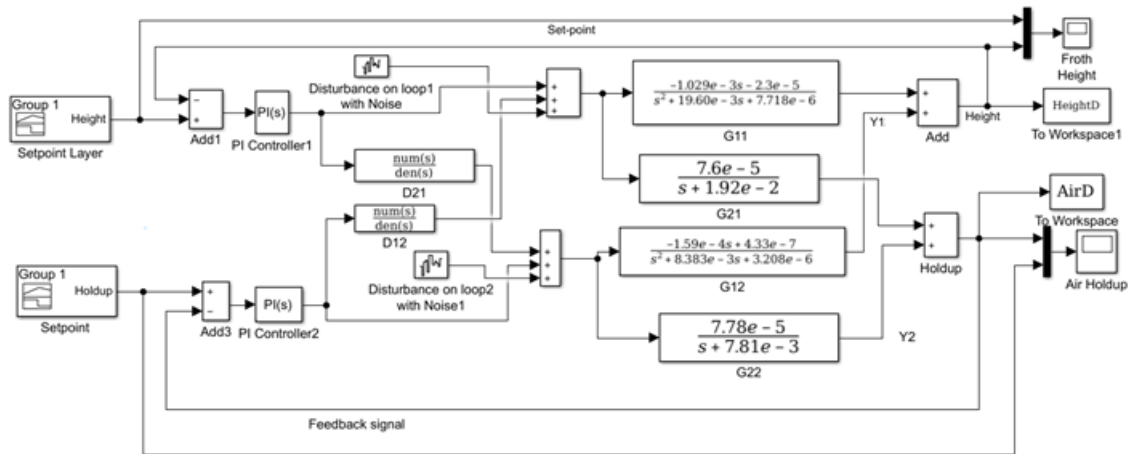 Group 1
Height
Setpoint Layer
−
+
Add1
PI(s)
PI Controller1
Disturbance on loop1
with Noise
Set-point
+
+
+
−1.029e − 3s − 2.3e − 5
s² + 19.60e − 3s + 7.718e − 6
G11
+
+
Add
Y1
Height
Froth
Height
HeightD
To Workspace1
num(s)
den(s)
D21
7.6e − 5
s + 1.92e − 2
G21
AirD
To Workspace
num(s)
den(s)
D12
Group 1
Holdup
Setpoint
+
−
Add3
PI(s)
PI Controller2
Disturbance on loop2
with Noise1
+
+
+
−1.59e − 4s + 4.33e − 7
s² + 8.383e − 3s + 3.208e − 6
G12
+
+
Holdup
Air Holdup
7.78e − 5
s + 7.81e − 3
G22
Y2
Feedback signal